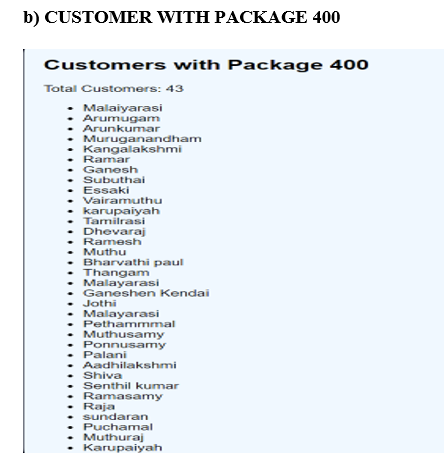 b) CUSTOMER WITH PACKAGE 400
Customers with Package 400
Total Customers: 43
• Malaiyarasi
• Arumugam
• Arunkumar
• Muruganandham
• Kangalakshmi
• Ramar
• Ganesh
• Subuthai
• Essaki
• Vairamuthu
• karupaiyah
• Tamilrasi
• Dhevaraj
• Ramesh
• Muthu
• Bharvathi paul
• Thangam
• Malayarasi
• Ganeshen Kendai
• Jothi
• Malayarasi
• Pethammmal
• Muthusamy
• Ponnusamy
• Palani
• Aadhilakshmi
• Shiva
• Senthil kumar
• Ramasamy
• Raja
• sundaran
• Puchamal
• Muthuraj
• Karupaiyah